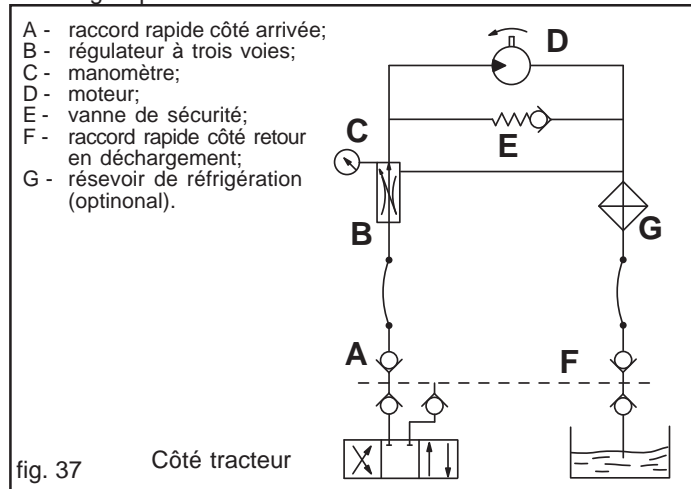 A - raccord rapide côté arrivée;
B - régulateur à trois voies;
C - manomètre;
D - moteur;
E - vanne de sécurité;
F - raccord rapide côté retour
en déchargement;
G - résevoir de réfrigération
(optinonal).
D
C
E
B
G
A
F
fig. 37
Côté tracteur